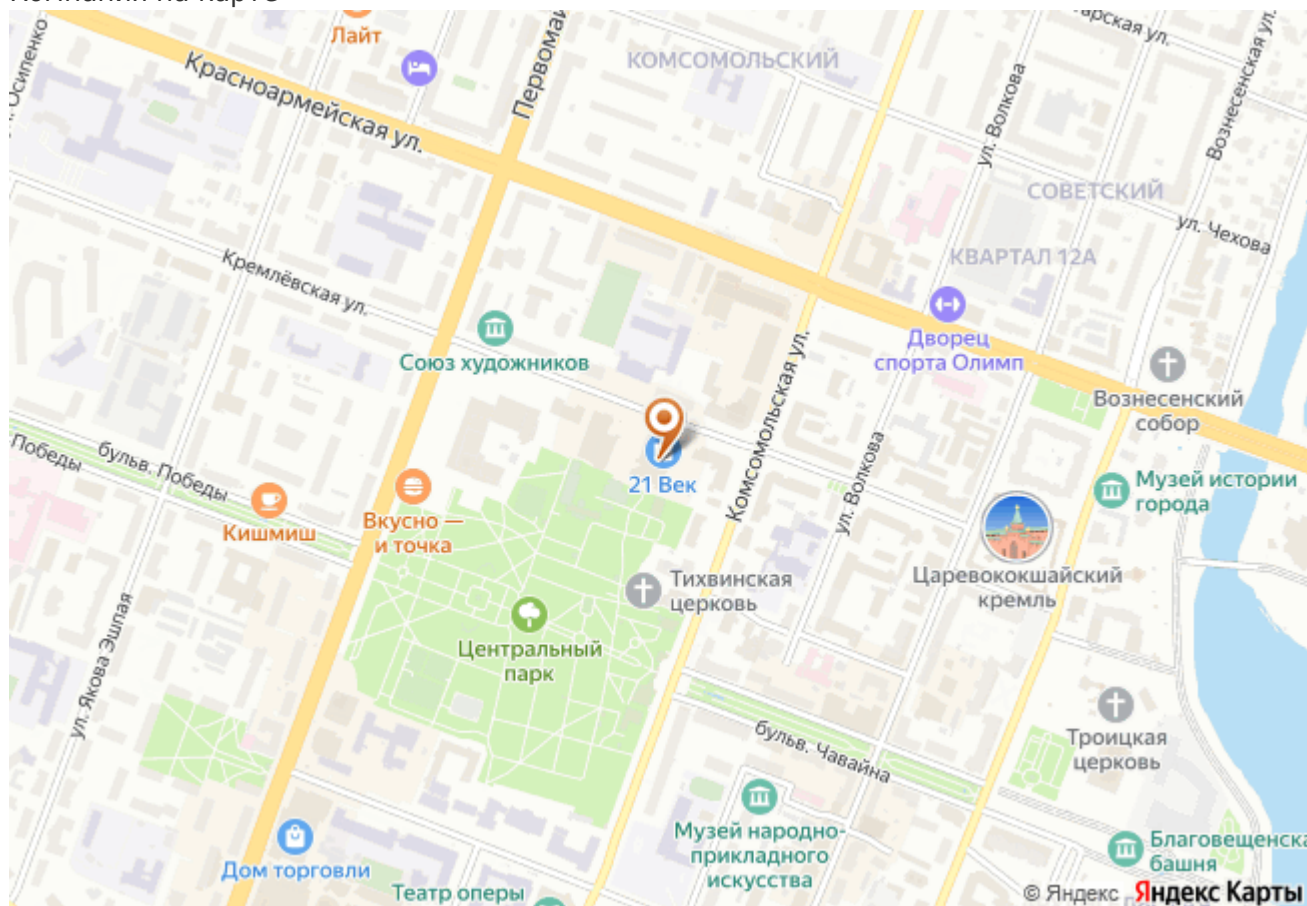 Лайт
КОМСОМОЛЬСКИЙ
Красноармейская ул.
ул. Волкова
Вознесенская ул.
СОВЕТСКИЙ
ул. Чехова
КВАРТАЛ 12А
Кремлёвская ул.
Союз художников
Дворец
спорта Олимп
Комсомольская ул.
Вознесенский
собор
бульв. Победы
Победы
21 Век
ул. Волкова
Музей истории
города
Кишмиш
Вкусно —
и точка
Тихвинская
церковь
Царевококшайский
кремль
Центральный
парк
ул. Якова Эшпая
бульв. Чавайна
Троицкая
церковь
Музей народно-
прикладного
искусства
Дом торговли
Театр оперы
башня
© Яндекс Яндекс Карты